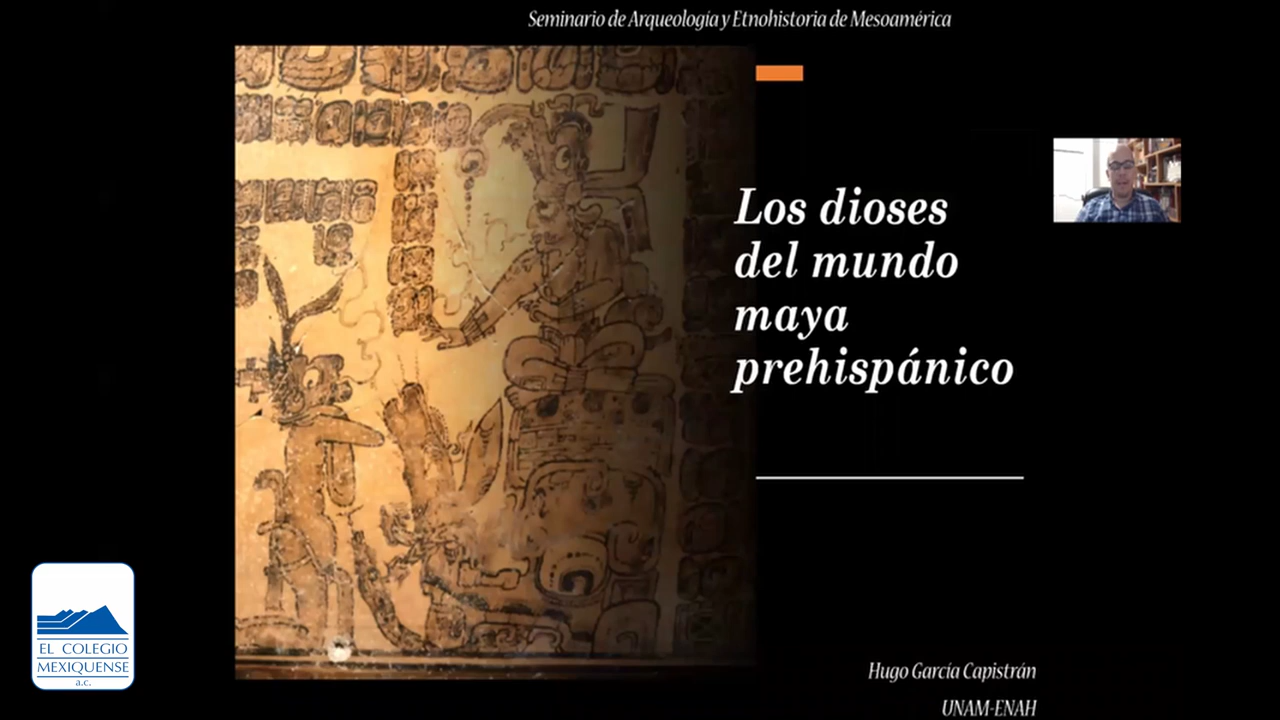 Seminario de Arqueología y Etnohistoria de Mesoamérica
Los dioses
del mundo
maya
prehispánico
Hugo García Capistrán
UNAM-ENAH
EL COLEGIO
MEXIQUENSE
a.c.